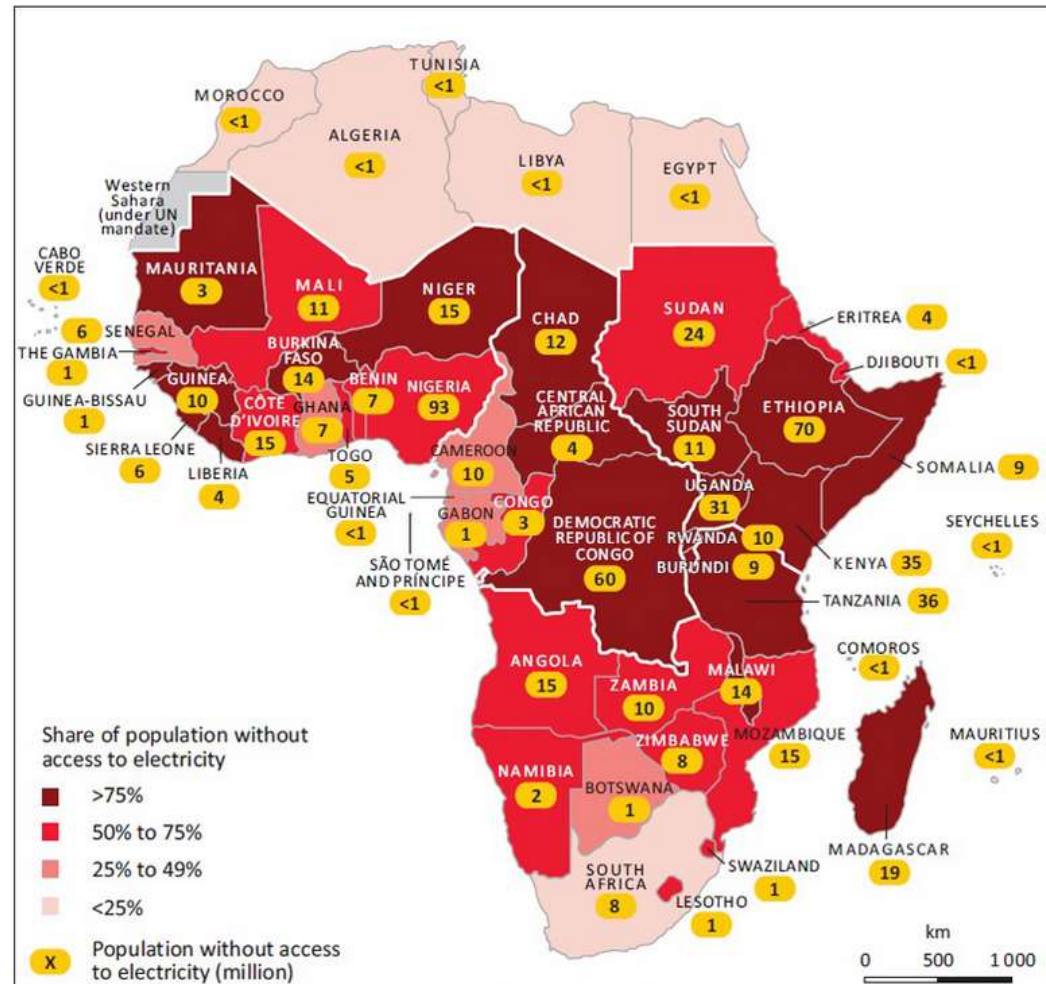 TUNISIA
<1
MOROCCO
<1
ALGERIA
<1
LIBYA
<1
EGYPT
<1
Western
Sahara
(under UN
mandate)
CABO
VERDE
<1
MAURITANIA
3
MALI
11
NIGER
15
CHAD
12
SUDAN
24
ERITREA 4
DJIBOUTI <1
6 SENEGAL
THE GAMBIA
1
GUINEA-BISSAU
1
GUINEA
10
SIERRA LEONE
6
LIBERIA
4
CÔTE
D'IVOIRE
15
BURKINA
FASO
14
GHANA
7
TOGO
5
BENIN
7
NIGERIA
93
CAMEROON
10
CENTRAL
AFRICAN
REPUBLIC
4
SOUTH
SUDAN
11
ETHIOPIA
70
SOMALIA 9
EQUATORIAL
GUINEA
<1
SÃO TOMÉ
AND PRÍNCIPE
<1
GABON
1
CONGO
3
DEMOCRATIC
REPUBLIC OF
CONGO
60
UGANDA
31
RWANDA 10
BURUNDI 9
KENYA 35
TANZANIA 36
SEYCHELLES
<1
COMOROS
<1
ANGOLA
15
ZAMBIA
10
MALAWI
14
MOZAMBIQUE
15
ZIMBABWE
8
NAMIBIA
2
BOTSWANA
1
MAURITIUS
<1
MADAGASCAR
19
SOUTH
AFRICA
8
SWAZILAND
1
LESOTHO
1
Share of population without
access to electricity
>75%
50% to 75%
25% to 49%
<25%
X Population without access
to electricity (million)
km
0 500 1 000